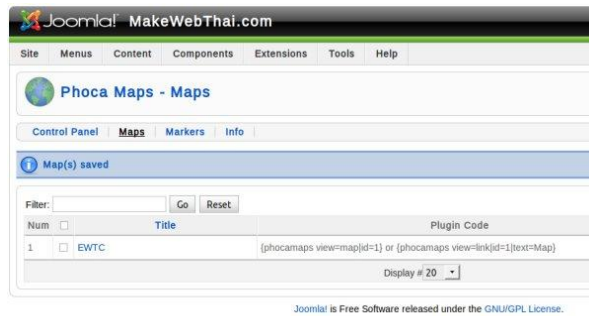 Joomla! MakeWebThai.com
Site Menus Content Components Extensions Tools Help
Phoca Maps - Maps
Control Panel Maps Markers Info
Map(s) saved
Filter: Go Reset
Num Title Plugin Code
1 EWTC {phocamaps view=map|id=1} or {phocamaps view=link|id=1|text=Map}
Display # 20
Joomla! is Free Software released under the GNU/GPL License.